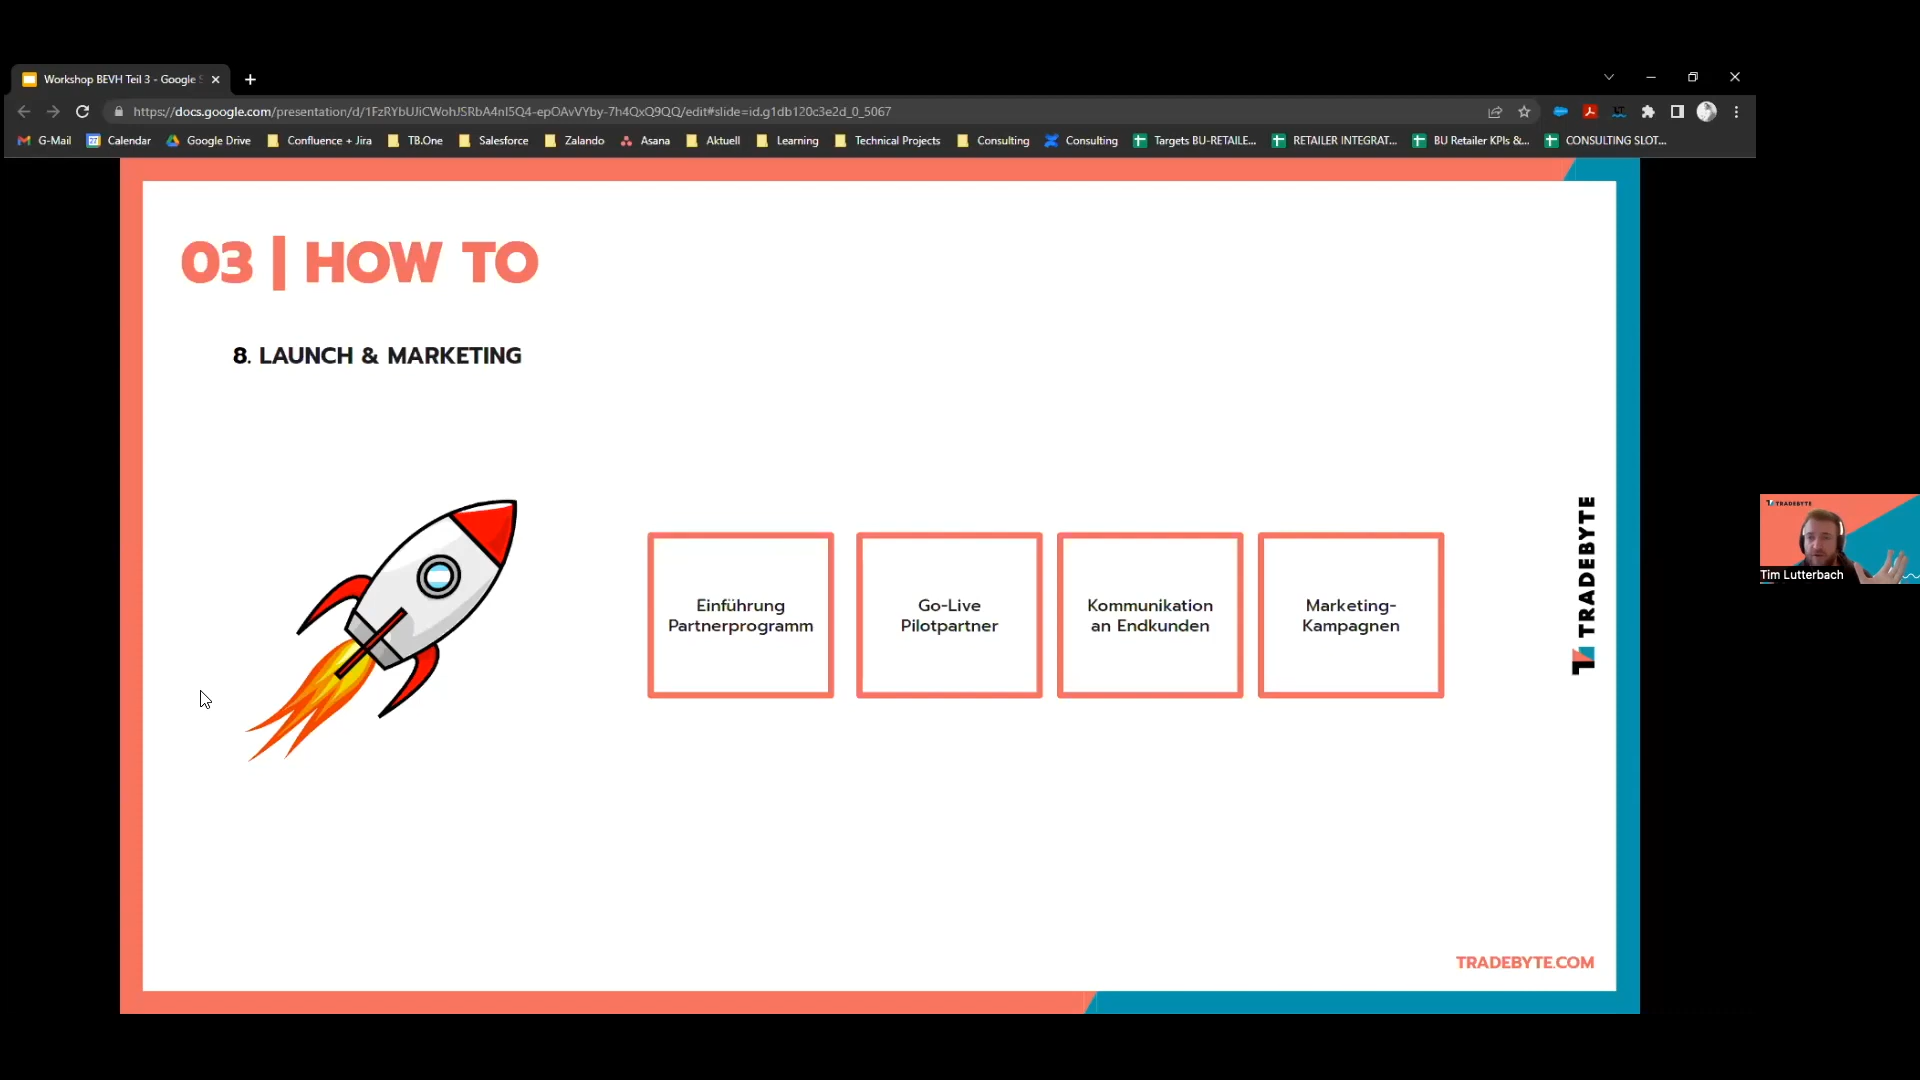 Workshop BEVH Teil 3 - Google S
https://docs.google.com/presentation/d/1FzRYbUJiCWohJSRbA4nI5Q4-epOAvVYby-7h4QxQ9QQ/edit#slide=id.g1db120c3e2d_0_5067
G-Mail Calendar Google Drive Confluence + Jira TB.One Salesforce Zalando Asana Aktuell Learning Technical Projects Consulting Consulting Targets BU-RETAILE... RETAILER INTEGRAT... BU Retailer KPIs &... CONSULTING SLOT...
03 | HOW TO
8. LAUNCH & MARKETING
Einführung
Partnerprogramm
Go-Live
Pilotpartner
Kommunikation
an Endkunden
Marketing-
Kampagnen
TRADEBYTE
TRADEBYTE.COM
TRADEBYTE
Tim Lutterbach